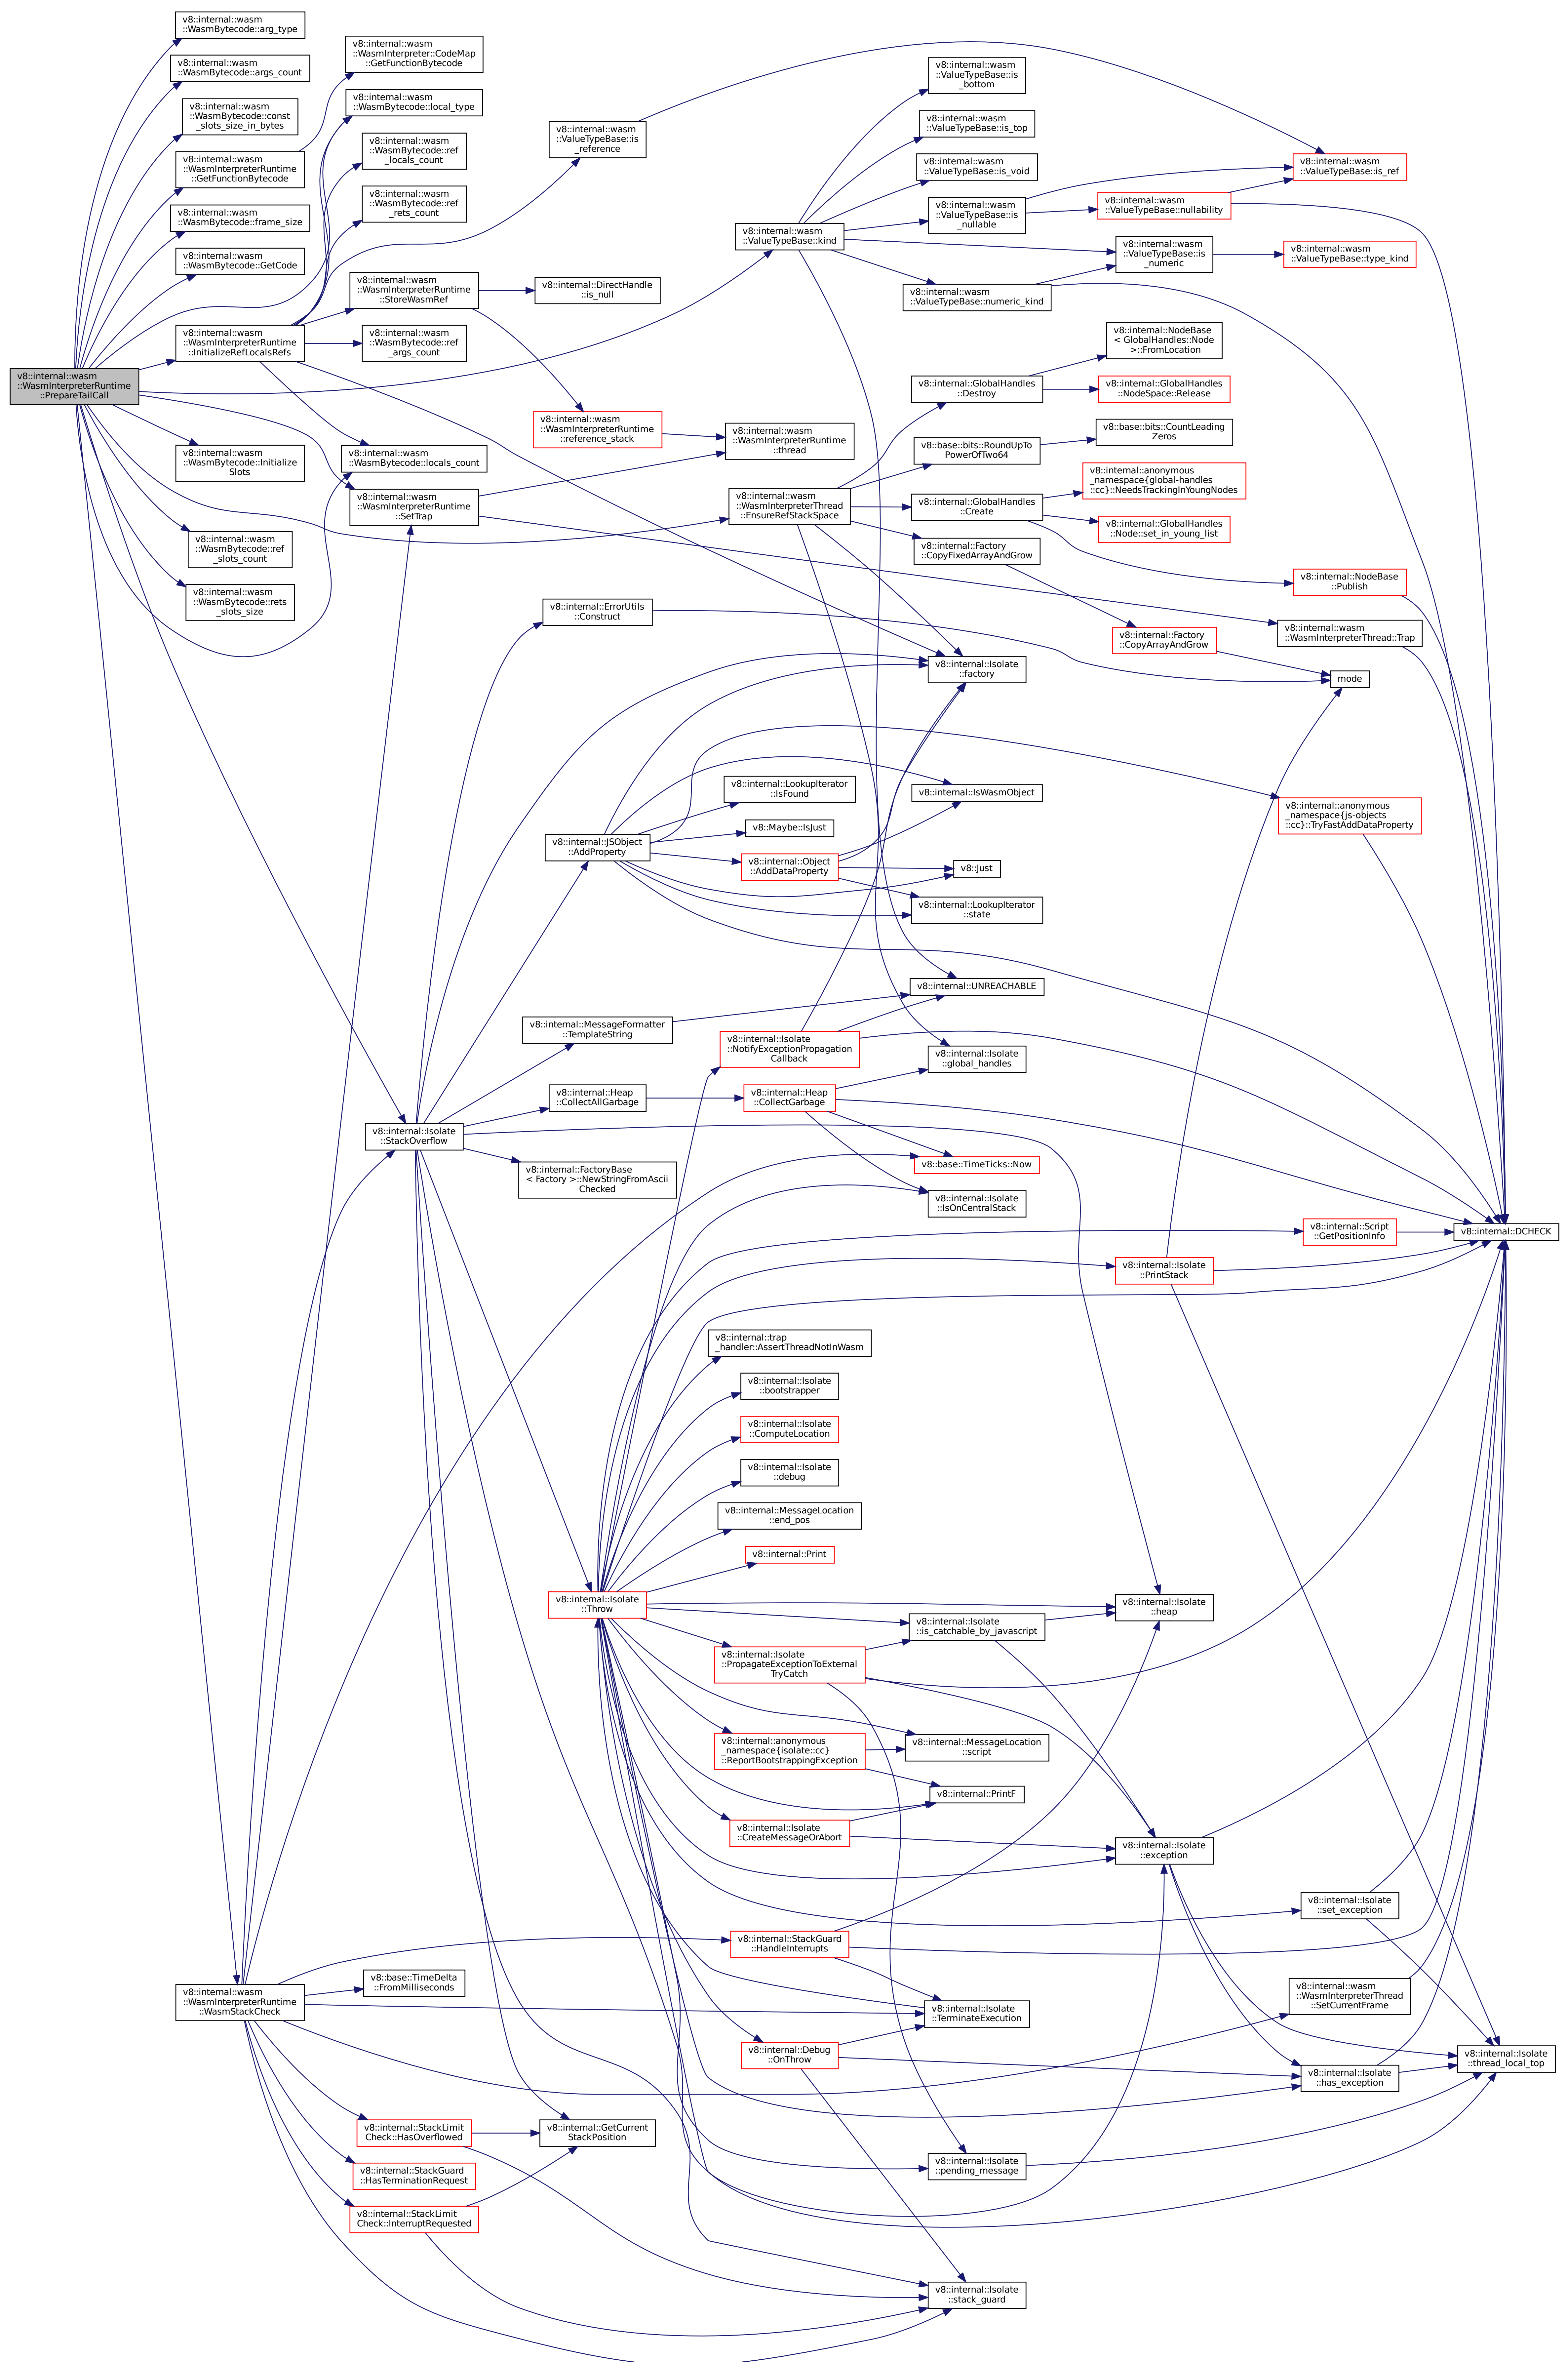 v8::internal::wasm
::WasmInterpreterRuntime
::PrepareTailCall
v8::internal::wasm
::WasmBytecode::arg_type
v8::internal::wasm
::WasmBytecode::args_count
v8::internal::wasm
::WasmBytecode::const
_slots_size_in_bytes
v8::internal::wasm
::WasmInterpreterRuntime
::GetFunctionBytecode
v8::internal::wasm
::WasmBytecode::frame_size
v8::internal::wasm
::WasmBytecode::GetCode
v8::internal::wasm
::WasmInterpreterRuntime
::InitializeRefLocalsRefs
v8::internal::wasm
::WasmBytecode::Initialize
Slots
v8::internal::wasm
::WasmBytecode::ref
_slots_count
v8::internal::wasm
::WasmBytecode::rets
_slots_size
v8::internal::wasm
::WasmInterpreterRuntime
::WasmStackCheck
v8::internal::wasm
::WasmInterpreter::CodeMap
::GetFunctionBytecode
v8::internal::wasm
::WasmBytecode::local_type
v8::internal::wasm
::WasmBytecode::ref
_locals_count
v8::internal::wasm
::WasmBytecode::ref
_rets_count
v8::internal::wasm
::WasmInterpreterRuntime
::StoreWasmRef
v8::internal::wasm
::WasmBytecode::ref
_args_count
v8::internal::wasm
::WasmBytecode::locals_count
v8::internal::wasm
::WasmInterpreterRuntime
::SetTrap
v8::internal::Isolate
::StackOverflow
v8::base::TimeDelta
::FromMilliseconds
v8::internal::StackLimit
Check::HasOverflowed
v8::internal::StackGuard
::HasTerminationRequest
v8::internal::StackLimit
Check::InterruptRequested
v8::internal::wasm
::ValueTypeBase::is
_reference
v8::internal::DirectHandle
::is_null
v8::internal::wasm
::WasmInterpreterRuntime
::reference_stack
v8::internal::ErrorUtils
::Construct
v8::internal::JSObject
::AddProperty
v8::internal::MessageFormatter
::TemplateString
v8::internal::Heap
::CollectAllGarbage
v8::internal::FactoryBase
< Factory >::NewStringFromAscii
Checked
v8::internal::Isolate
::Throw
v8::internal::GetCurrent
StackPosition
v8::internal::wasm
::ValueTypeBase::kind
v8::internal::wasm
::WasmInterpreterRuntime
::thread
v8::internal::wasm
::WasmInterpreterThread
::EnsureRefStackSpace
v8::internal::LookupIterator
::IsFound
v8::Maybe::IsJust
v8::internal::Object
::AddDataProperty
v8::internal::Isolate
::NotifyExceptionPropagation
Callback
v8::internal::Heap
::CollectGarbage
v8::internal::trap
_handler::AssertThreadNotInWasm
v8::internal::Isolate
::bootstrapper
v8::internal::Isolate
::ComputeLocation
v8::internal::Isolate
::debug
v8::internal::MessageLocation
::end_pos
v8::internal::Print
v8::internal::Isolate
::PropagateExceptionToExternal
TryCatch
v8::internal::anonymous
_namespace{isolate::cc}
::ReportBootstrappingException
v8::internal::Isolate
::CreateMessageOrAbort
v8::internal::StackGuard
::HandleInterrupts
v8::internal::Debug
::OnThrow
v8::internal::wasm
::ValueTypeBase::is
_bottom
v8::internal::wasm
::ValueTypeBase::is_top
v8::internal::wasm
::ValueTypeBase::is_void
v8::internal::wasm
::ValueTypeBase::is
_nullable
v8::internal::wasm
::ValueTypeBase::numeric_kind
v8::internal::GlobalHandles
::Destroy
v8::base::bits::RoundUpTo
PowerOfTwo64
v8::internal::GlobalHandles
::Create
v8::internal::Factory
::CopyFixedArrayAndGrow
v8::internal::Isolate
::factory
v8::internal::IsWasmObject
v8::Just
v8::internal::LookupIterator
::state
v8::internal::UNREACHABLE
v8::internal::Isolate
::global_handles
v8::base::TimeTicks::Now
v8::internal::Isolate
::IsOnCentralStack
v8::internal::Isolate
::is_catchable_by_javascript
v8::internal::MessageLocation
::script
v8::internal::PrintF
v8::internal::Isolate
::TerminateExecution
v8::internal::Isolate
::pending_message
v8::internal::Isolate
::stack_guard
v8::internal::wasm
::ValueTypeBase::nullability
v8::internal::wasm
::ValueTypeBase::is
_numeric
v8::internal::NodeBase
< GlobalHandles::Node
>::FromLocation
v8::internal::GlobalHandles
::NodeSpace::Release
v8::base::bits::CountLeading
Zeros
v8::internal::anonymous
_namespace{global-handles
::cc}::NeedsTrackingInYoungNodes
v8::internal::GlobalHandles
::Node::set_in_young_list
v8::internal::Factory
::CopyArrayAndGrow
v8::internal::Isolate
::PrintStack
v8::internal::Isolate
::heap
v8::internal::Isolate
::exception
v8::internal::wasm
::ValueTypeBase::is_ref
v8::internal::wasm
::ValueTypeBase::type_kind
v8::internal::NodeBase
::Publish
v8::internal::wasm
::WasmInterpreterThread::Trap
mode
v8::internal::anonymous
_namespace{js-objects
::cc}::TryFastAddDataProperty
v8::internal::Script
::GetPositionInfo
v8::internal::Isolate
::set_exception
v8::internal::wasm
::WasmInterpreterThread
::SetCurrentFrame
v8::internal::Isolate
::has_exception
v8::internal::DCHECK
v8::internal::Isolate
::thread_local_top